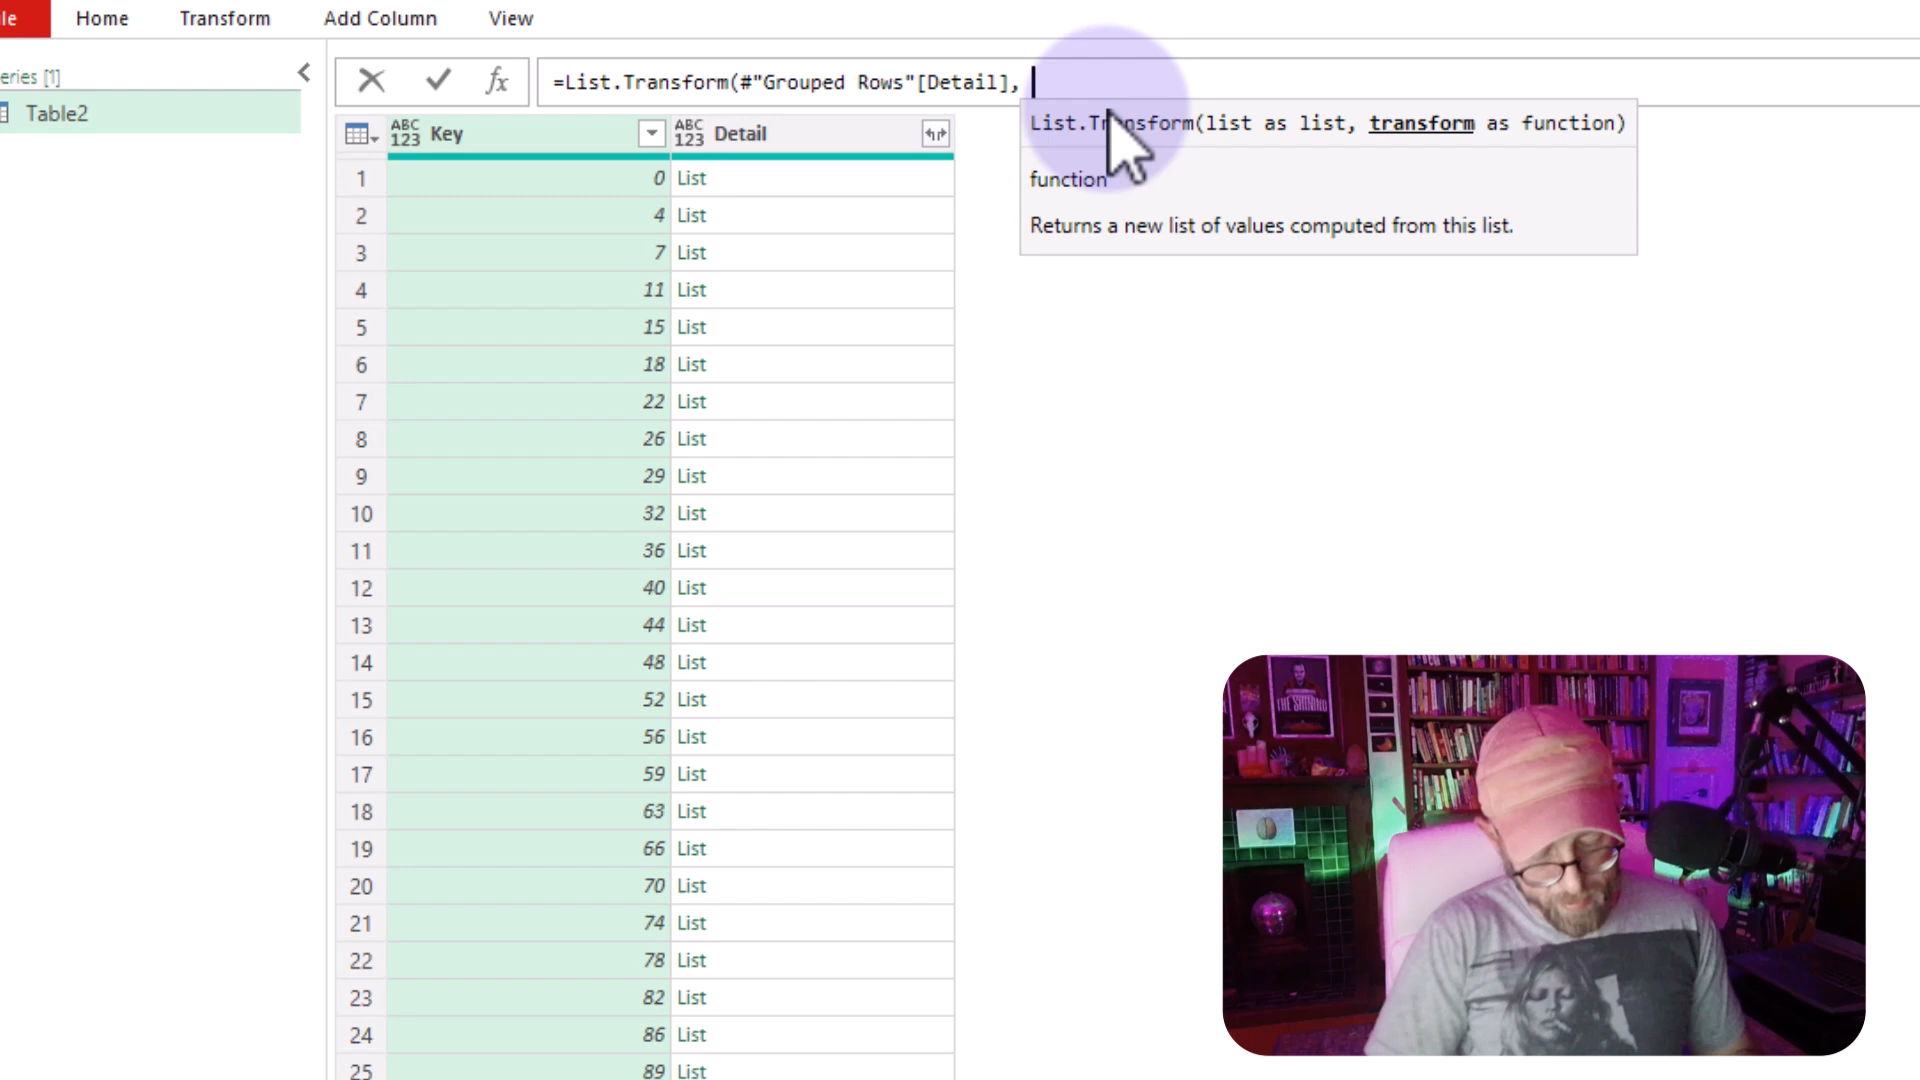 le Home Transform Add Column View
eries [1]
Table2
fx =List.Transform(#"Grouped Rows"[Detail],
List.Transform(list as list, transform as function)
function
Returns a new list of values computed from this list.
ABC 123 Key ABC 123 Detail
1 0 List
2 4 List
3 7 List
4 11 List
5 15 List
6 18 List
7 22 List
8 26 List
9 29 List
10 32 List
11 36 List
12 40 List
13 44 List
14 48 List
15 52 List
16 56 List
17 59 List
18 63 List
19 66 List
20 70 List
21 74 List
22 78 List
23 82 List
24 86 List
25 89 List
THE SHINING